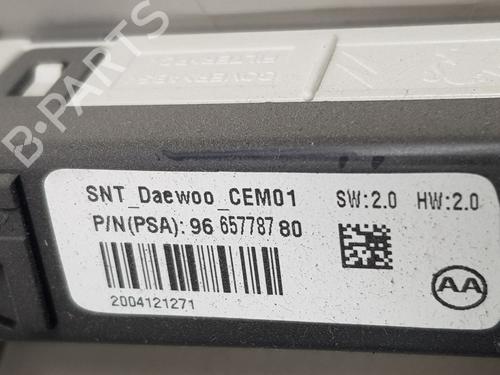 B-PARTS
SNT_Daewoo_CEM01 SW:2.0 HW:2.0
P/N(PSA): 96 657787 80
2004121271
AA